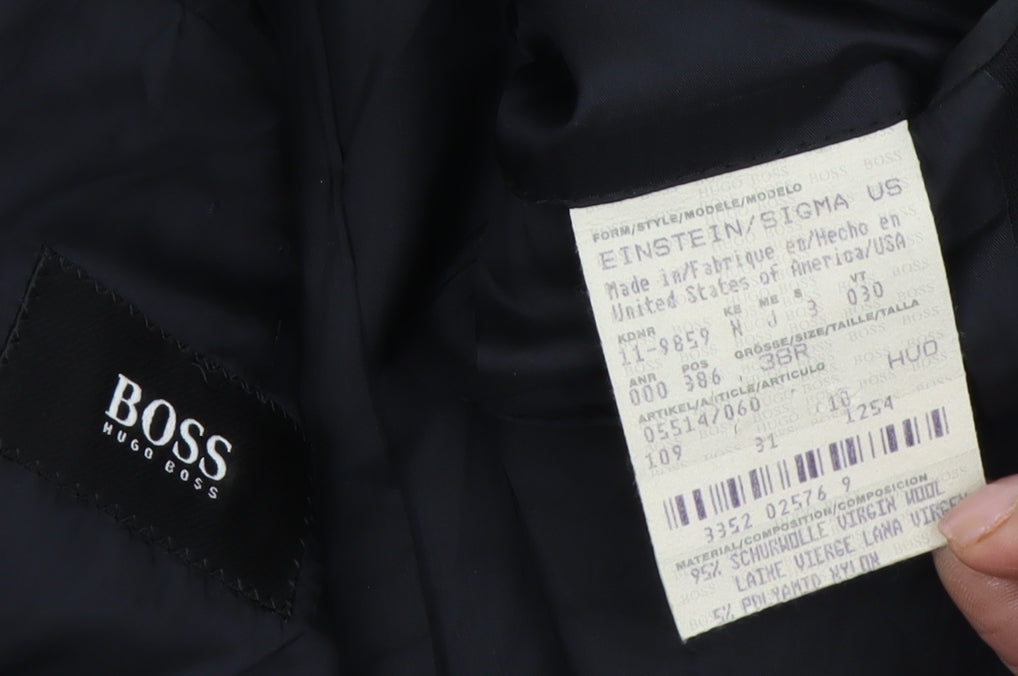 BOSS
HUGO BOSS
FORM/STYLE/MODELE/MODELO
EINSTEIN/SIGMA US
Made in/Fabrique en/Hecho en
United States of America/USA
KDNR KE ME S VT
11-9859 N J 3 030
ANR POS GRÖSSE/SIZE/TAILLE/TALLA
000 386 38R HUO
ARTIKEL/ARTICLE/ARTICULO
05514/060 10 1254
109 31
3352 02576 9
MATERIAL/COMPOSITION/COMPOSICION
95% SCHURWOLLE VIRGIN WOOL
LAINE VIERGE LANA VIRGEN
5% POLYAMID NYLON